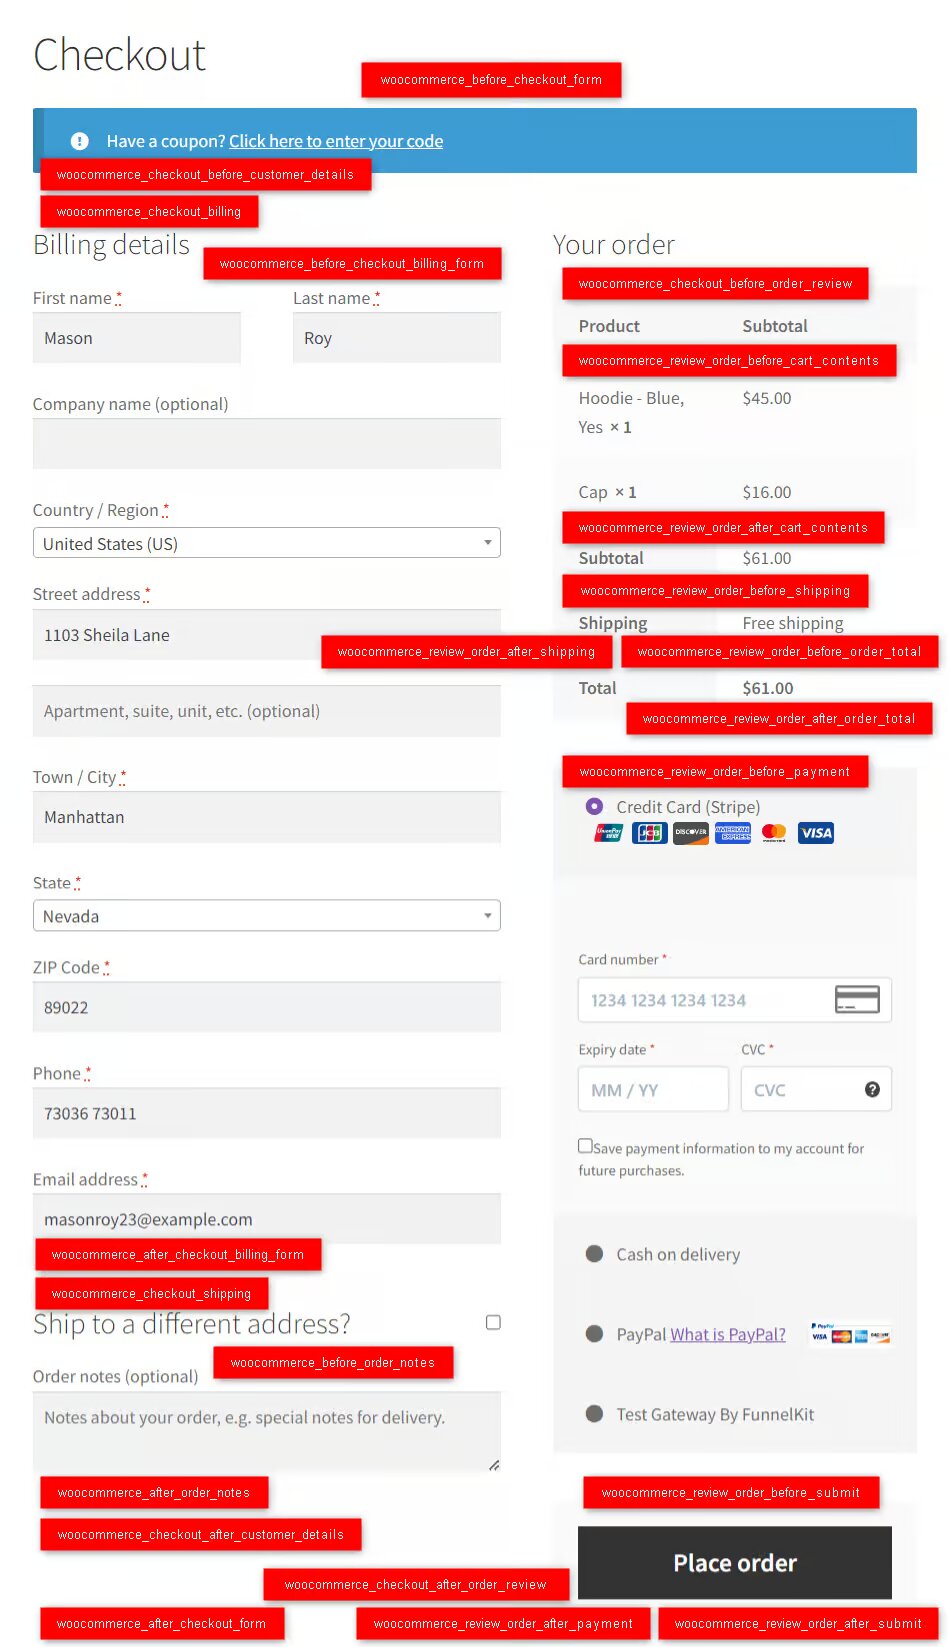 Checkout
woocommerce_before_checkout_form
Have a coupon? Click here to enter your code
woocommerce_checkout_before_customer_details
woocommerce_checkout_billing
Billing details
woocommerce_before_checkout_billing_form
First name *
Last name *
Mason
Roy
Company name (optional)
Country / Region *
United States (US)
Street address *
1103 Sheila Lane
Apartment, suite, unit, etc. (optional)
Town / City *
Manhattan
State *
Nevada
ZIP Code *
89022
Phone *
73036 73011
Email address *
masonroy23@example.com
woocommerce_after_checkout_billing_form
woocommerce_checkout_shipping
Ship to a different address?
woocommerce_before_order_notes
Order notes (optional)
Notes about your order, e.g. special notes for delivery.
woocommerce_after_order_notes
woocommerce_checkout_after_customer_details
Your order
woocommerce_checkout_before_order_review
Product Subtotal
woocommerce_review_order_before_cart_contents
Hoodie - Blue, $45.00
Yes × 1
Cap × 1 $16.00
woocommerce_review_order_after_cart_contents
Subtotal $61.00
woocommerce_review_order_before_shipping
Shipping Free shipping
woocommerce_review_order_after_shipping
woocommerce_review_order_before_order_total
Total $61.00
woocommerce_review_order_after_order_total
woocommerce_review_order_before_payment
Credit Card (Stripe)
UnionPay JCB DISCOVER AMERICAN EXPRESS mastercard VISA
Card number *
1234 1234 1234 1234
Expiry date *
CVC *
MM / YY
CVC
Save payment information to my account for
future purchases.
Cash on delivery
PayPal What is PayPal?
PayPal
VISA
Test Gateway By FunnelKit
woocommerce_review_order_before_submit
Place order
woocommerce_checkout_after_order_review
woocommerce_after_checkout_form
woocommerce_review_order_after_payment
woocommerce_review_order_after_submit